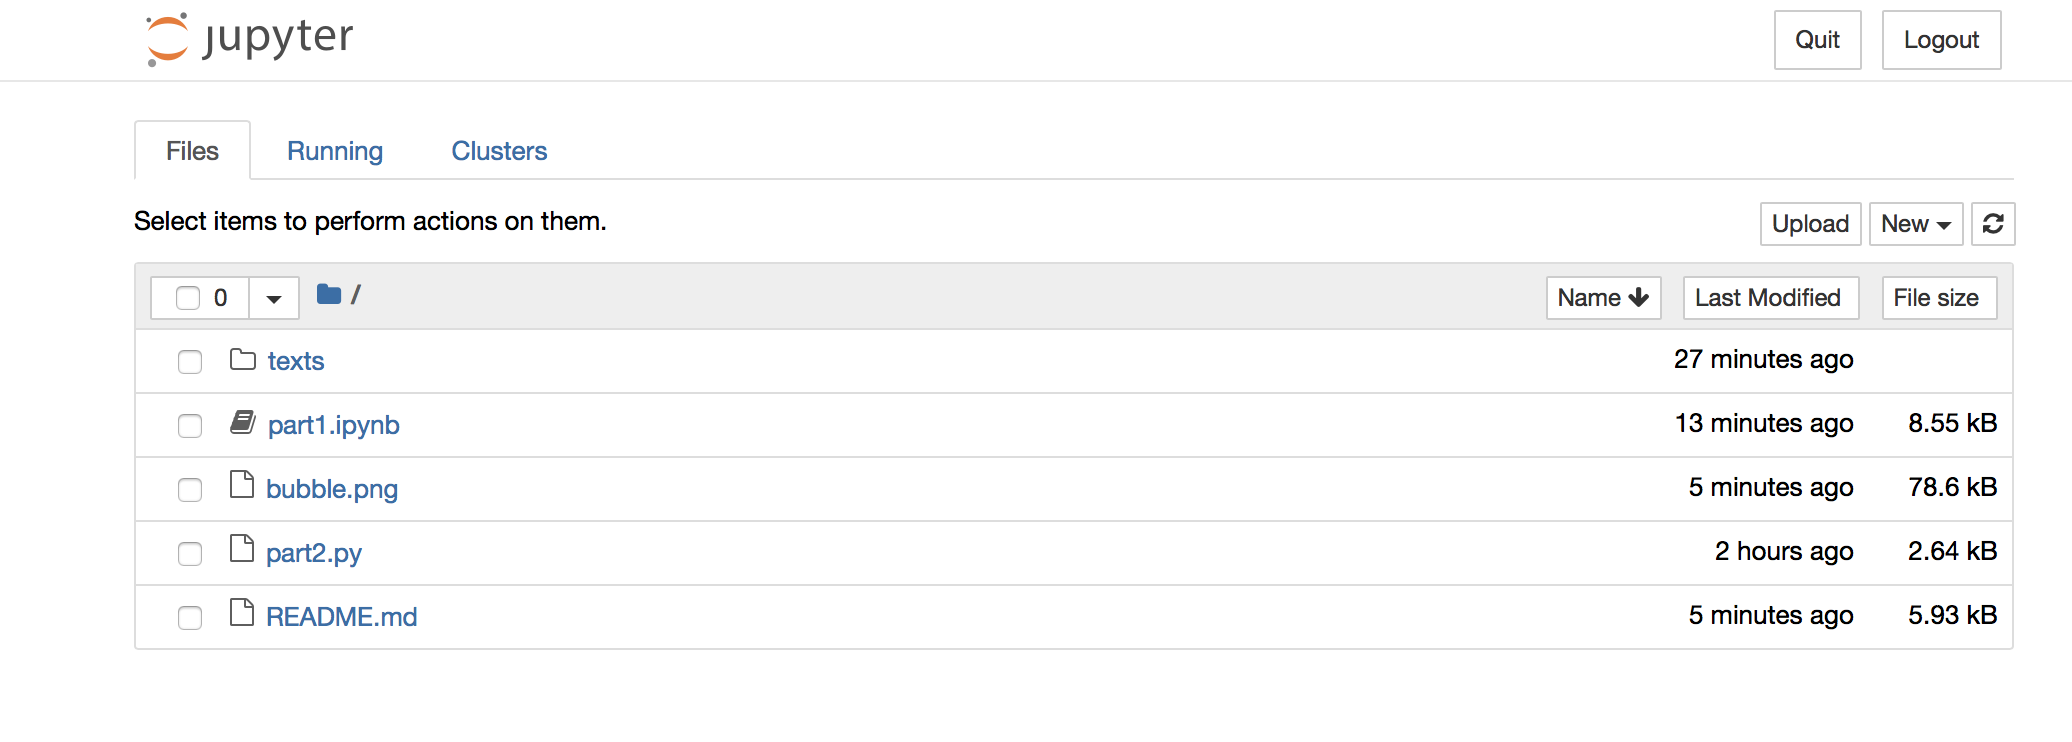 jupyter
Quit Logout
Files Running Clusters
Select items to perform actions on them.
Upload New
0 / Name Last Modified File size
texts 27 minutes ago
part1.ipynb 13 minutes ago 8.55 kB
bubble.png 5 minutes ago 78.6 kB
part2.py 2 hours ago 2.64 kB
README.md 5 minutes ago 5.93 kB